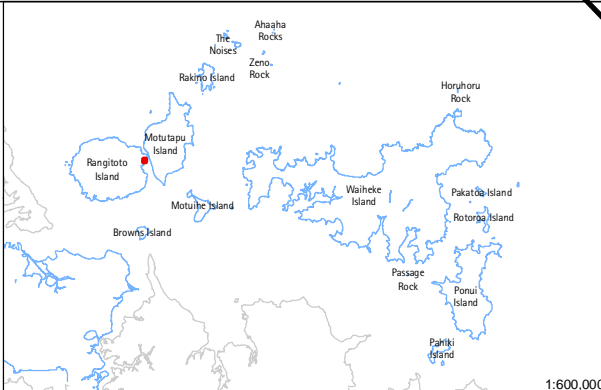 Ahaaha
Rocks
The
Noises
Zeno
Rock
Rakino Island
Horuhoru
Rock
Motutapu
Island
Rangitoto
Island
Waiheke
Island
Pakatoa Island
Motuihe Island
Rotoroa Island
Browns Island
Passage
Rock
Ponui
Island
Pahiki
Island
1:600,000